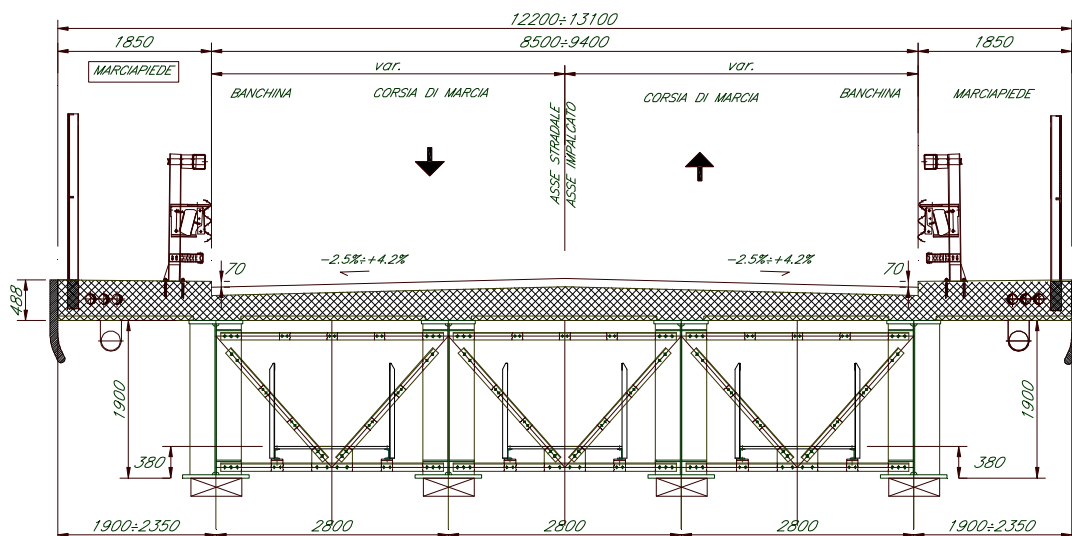 12200÷13100
1850
8500÷9400
1850
MARCIAPIEDE
var.
var.
BANCHINA
CORSIA DI MARCIA
CORSIA DI MARCIA
BANCHINA
MARCIAPIEDE
ASSE STRADALE
ASSE IMPALCATO
70
-2.5%÷+4.2%
-2.5%÷+4.2%
70
488
1900
1900
380
380
1900÷2350
2800
2800
2800
1900÷2350